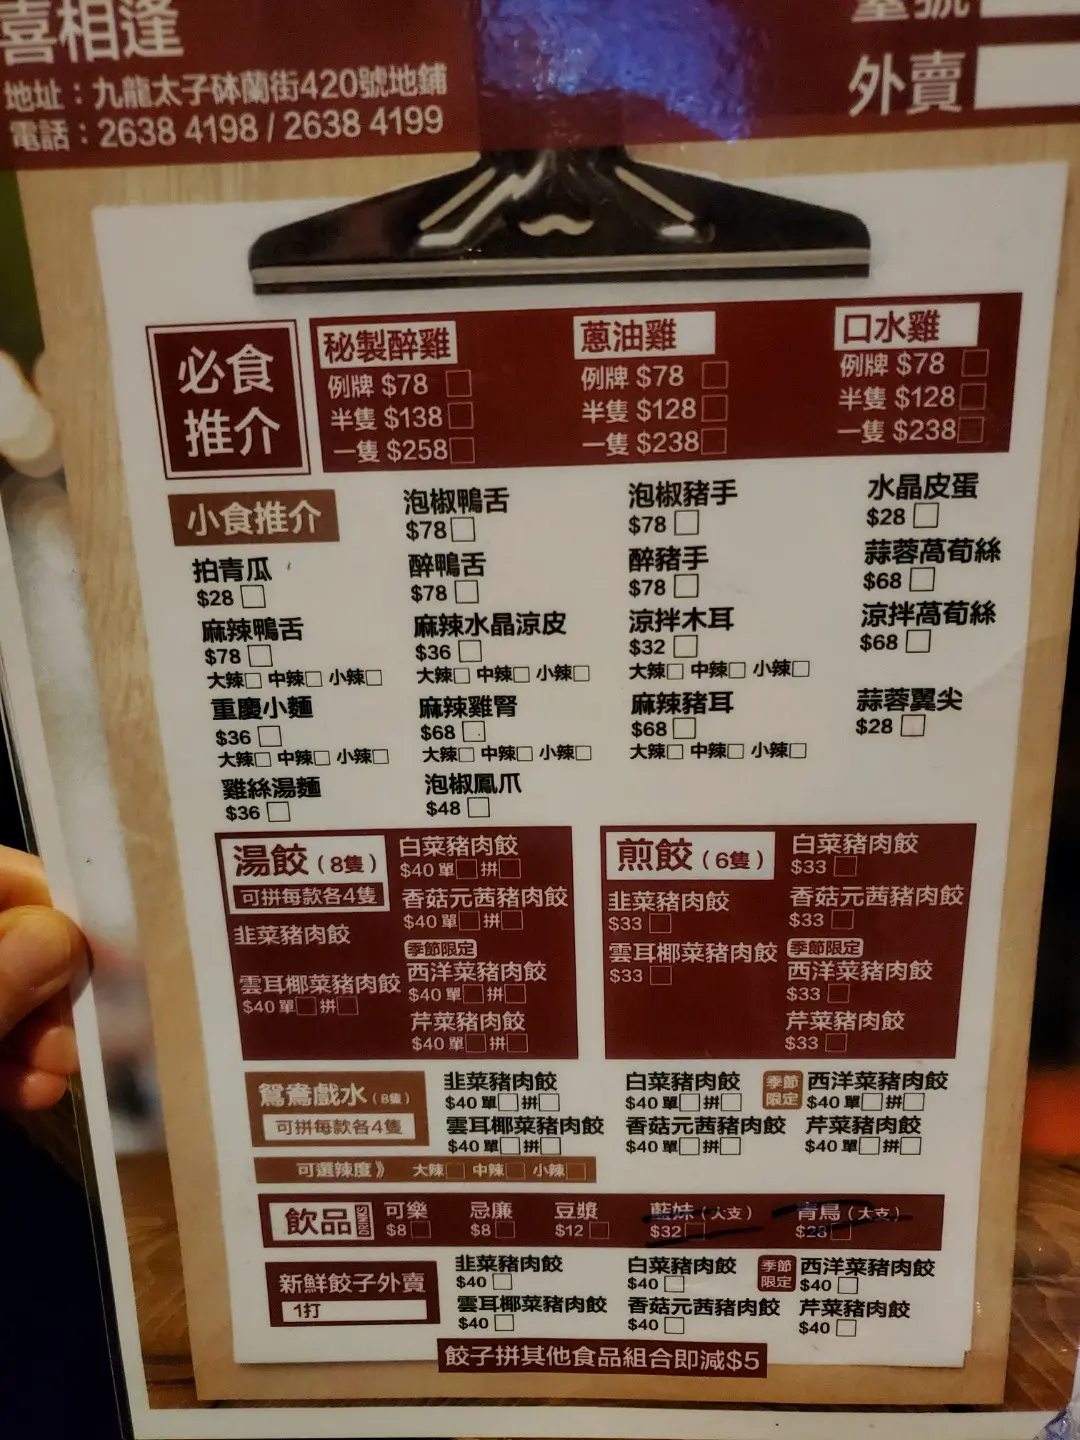 喜相逢
地址：九龍太子砵蘭街420號地鋪
電話：2638 4198 / 2638 4199
外賣
必食
推介
秘製醉雞
例牌 $78
半隻 $138
一隻 $258
蔥油雞
例牌 $78
半隻 $128
一隻 $238
口水雞
例牌 $78
半隻 $128
一隻 $238
小食推介
拍青瓜
$28
麻辣鴨舌
$78
大辣 中辣 小辣
重慶小麵
$36
大辣 中辣 小辣
雞絲湯麵
$36
泡椒鴨舌
$78
醉鴨舌
$78
麻辣水晶涼皮
$36
大辣 中辣 小辣
麻辣雞腎
$68
大辣 中辣 小辣
泡椒鳳爪
$48
泡椒豬手
$78
醉豬手
$78
涼拌木耳
$32
大辣 中辣 小辣
麻辣豬耳
$68
大辣 中辣 小辣
水晶皮蛋
$28
蒜蓉萵荀絲
$68
涼拌萵荀絲
$68
蒜蓉翼尖
$28
湯餃（8隻）
可拼每款各4隻
韭菜豬肉餃
雲耳椰菜豬肉餃
$40 單 拼
白菜豬肉餃
$40 單 拼
香菇元茜豬肉餃
$40 單 拼
季節限定
西洋菜豬肉餃
$40 單 拼
芹菜豬肉餃
$40 單 拼
煎餃（6隻）
韭菜豬肉餃
$33
雲耳椰菜豬肉餃
$33
白菜豬肉餃
$33
香菇元茜豬肉餃
$33
季節限定
西洋菜豬肉餃
$33
芹菜豬肉餃
$33
鴛鴦戲水（8隻）
可拼每款各4隻
韭菜豬肉餃
$40 單 拼
雲耳椰菜豬肉餃
$40 單 拼
白菜豬肉餃
$40 單 拼
香菇元茜豬肉餃
$40 單 拼
季節
限定
西洋菜豬肉餃
$40 單 拼
芹菜豬肉餃
$40 單 拼
可選辣度》 大辣 中辣 小辣
飲品 DRINKS
可樂
$8
忌廉
$8
豆漿
$12
藍妹（大支）
$32
青島（大支）
$28
新鮮餃子外賣
1打
韭菜豬肉餃
$40
雲耳椰菜豬肉餃
$40
白菜豬肉餃
$40
香菇元茜豬肉餃
$40
季節
限定
西洋菜豬肉餃
$40
芹菜豬肉餃
$40
餃子拼其他食品組合即減$5